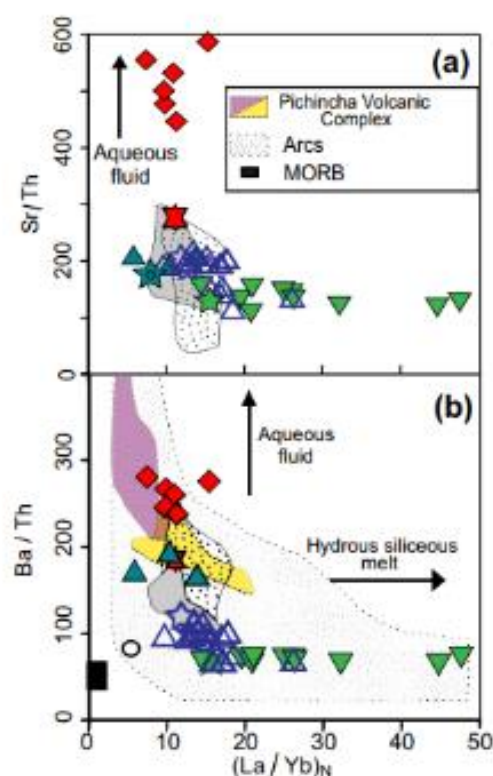 600
(a)
Pichincha Volcanic
Complex
Arcs
MORB
Aqueous
fluid
400
Sr/Th
200
0
(b)
Aqueous
fluid
300
Ba / Th
200
Hydrous siliceous
melt
100
0
0
10
20
30
40
50
(La / Yb)N